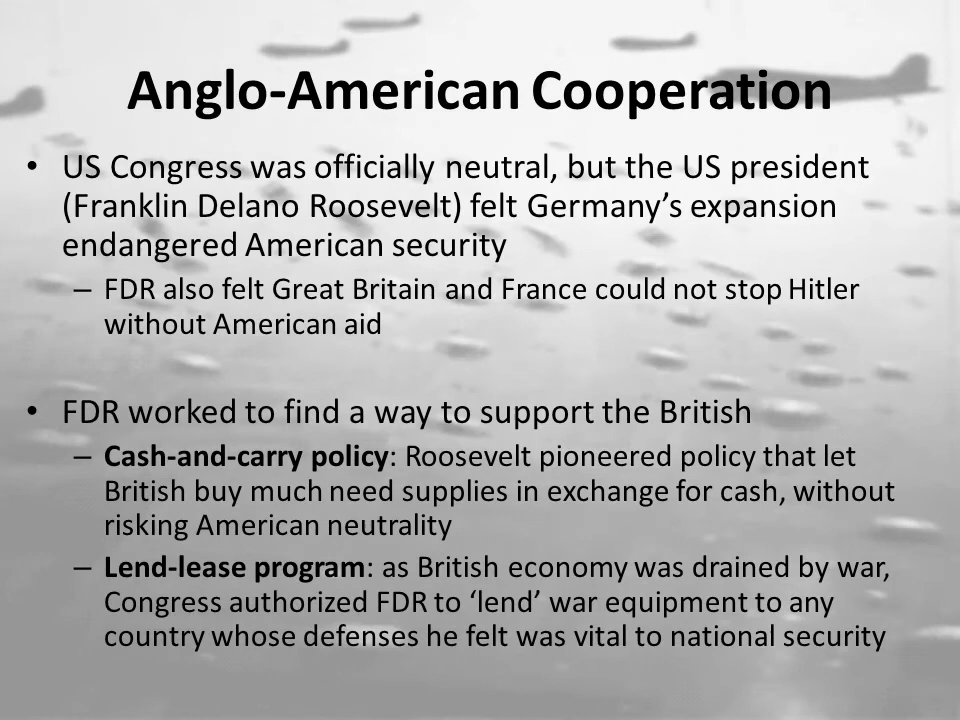 Anglo-American Cooperation
• US Congress was officially neutral, but the US president
(Franklin Delano Roosevelt) felt Germany’s expansion
endangered American security
– FDR also felt Great Britain and France could not stop Hitler
without American aid
• FDR worked to find a way to support the British
– Cash-and-carry policy: Roosevelt pioneered policy that let
British buy much need supplies in exchange for cash, without
risking American neutrality
– Lend-lease program: as British economy was drained by war,
Congress authorized FDR to ‘lend’ war equipment to any
country whose defenses he felt was vital to national security